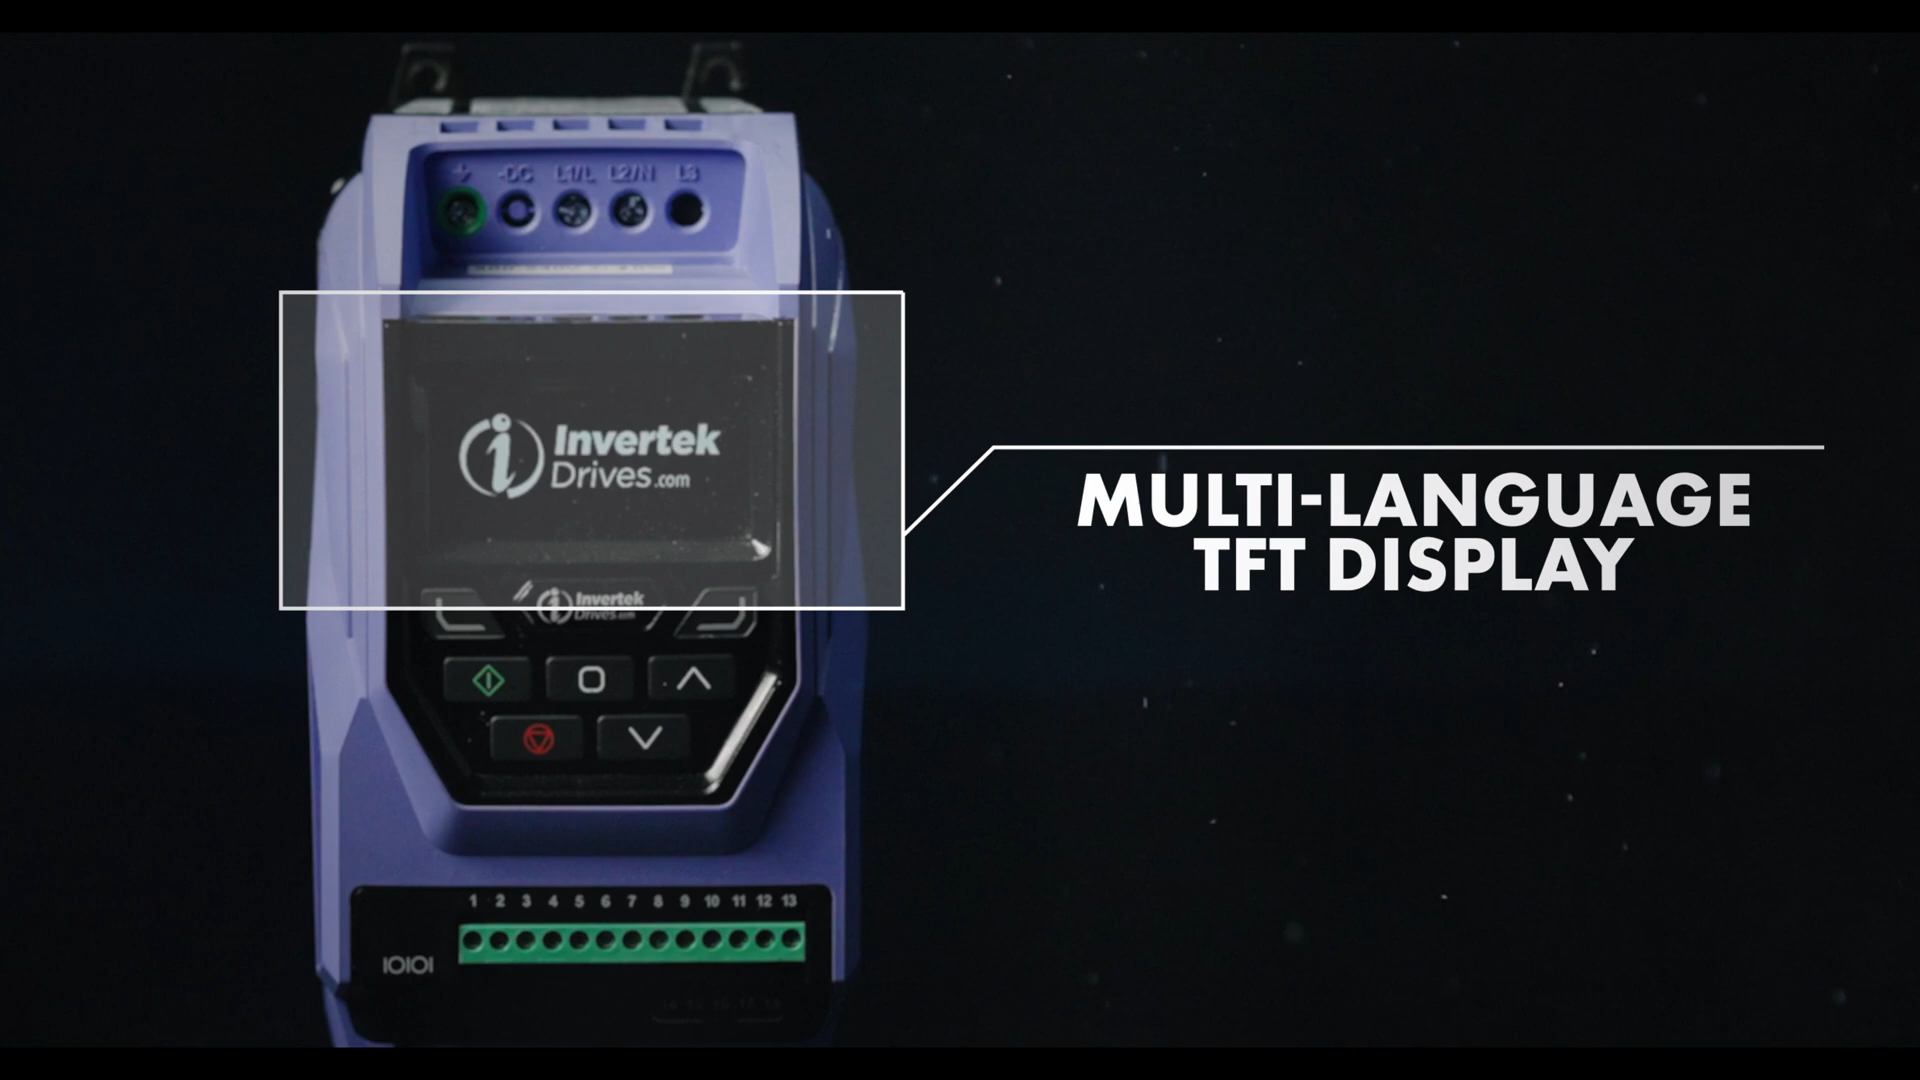 -DC L1/L L2/N L3
Invertek
Drives.com
MULTI-LANGUAGE
TFT DISPLAY
Invertek
Drives.com
1 2 3 4 5 6 7 8 9 10 11 12 13
IOIOI